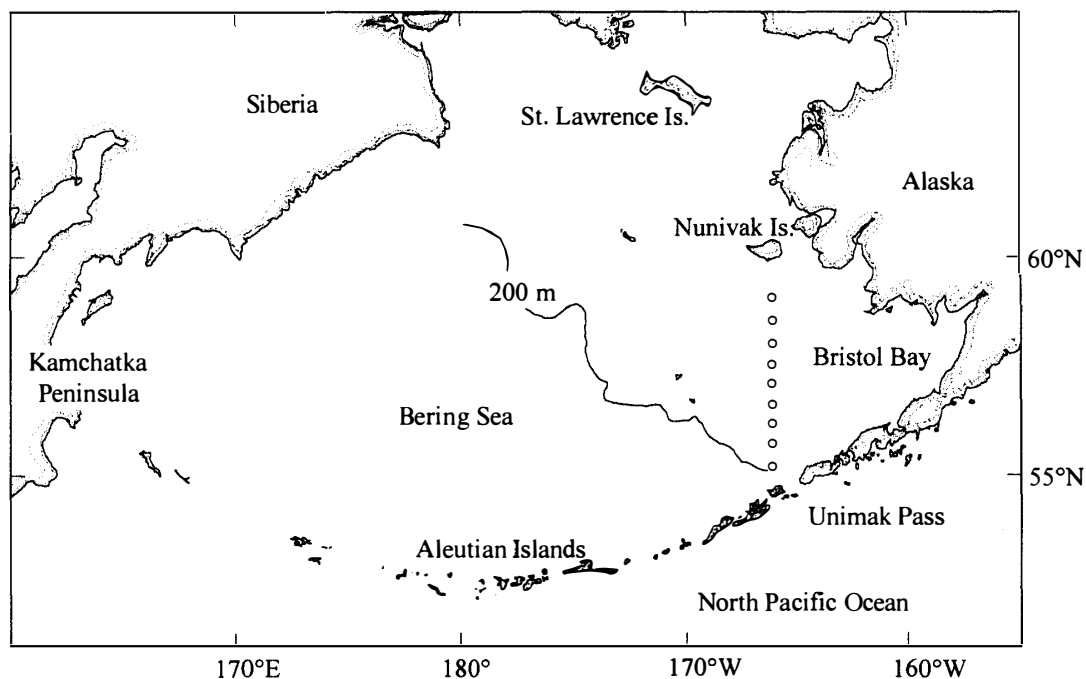 Siberia
St. Lawrence Is.
Alaska
Nunivak Is.
60°N
200 m
Kamchatka
Peninsula
Bristol Bay
Bering Sea
55°N
Unimak Pass
Aleutian Islands
North Pacific Ocean
170°E
180°
170°W
160°W